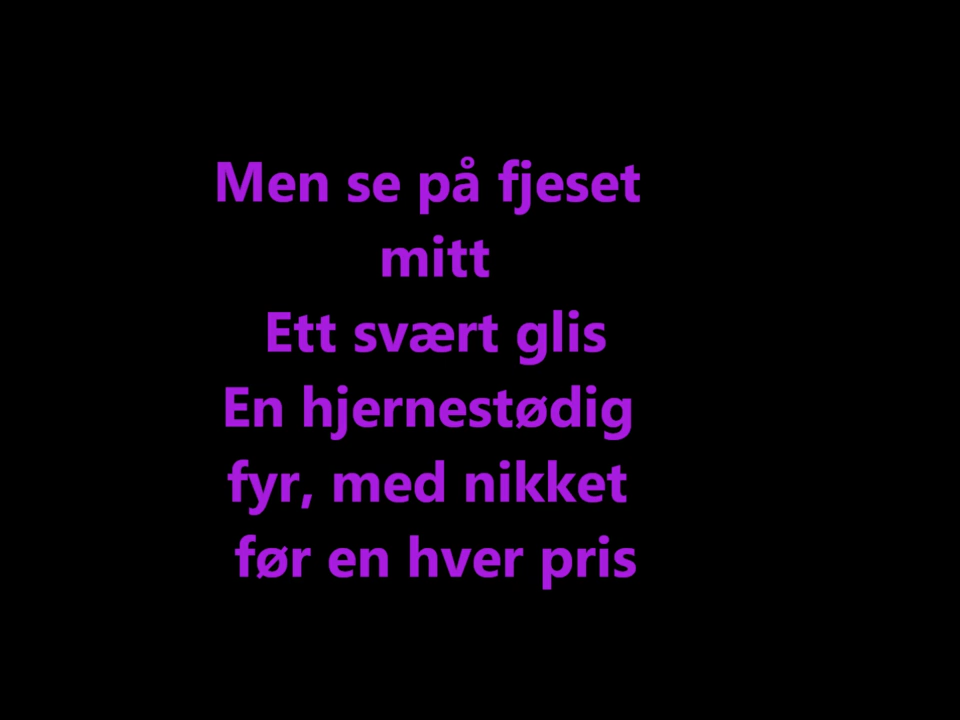 Men se på fjeset
mitt
Ett svært glis
En hjernestødig
fyr, med nikket
før en hver pris